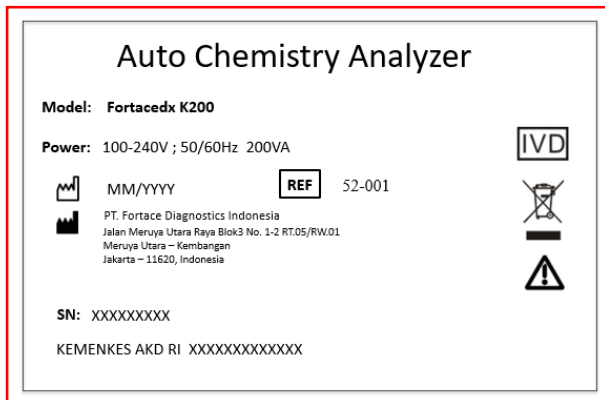 Auto Chemistry Analyzer
Model: Fortacedx K200
Power: 100-240V ; 50/60Hz 200VA
IVD
MM/YYYY
REF 52-001
PT. Fortace Diagnostics Indonesia
Jalan Meruya Utara Raya Blok3 No. 1-2 RT.05/RW.01
Meruya Utara – Kembangan
Jakarta – 11620, Indonesia
SN: XXXXXXXXX
KEMENKES AKD RI XXXXXXXXXXXXX